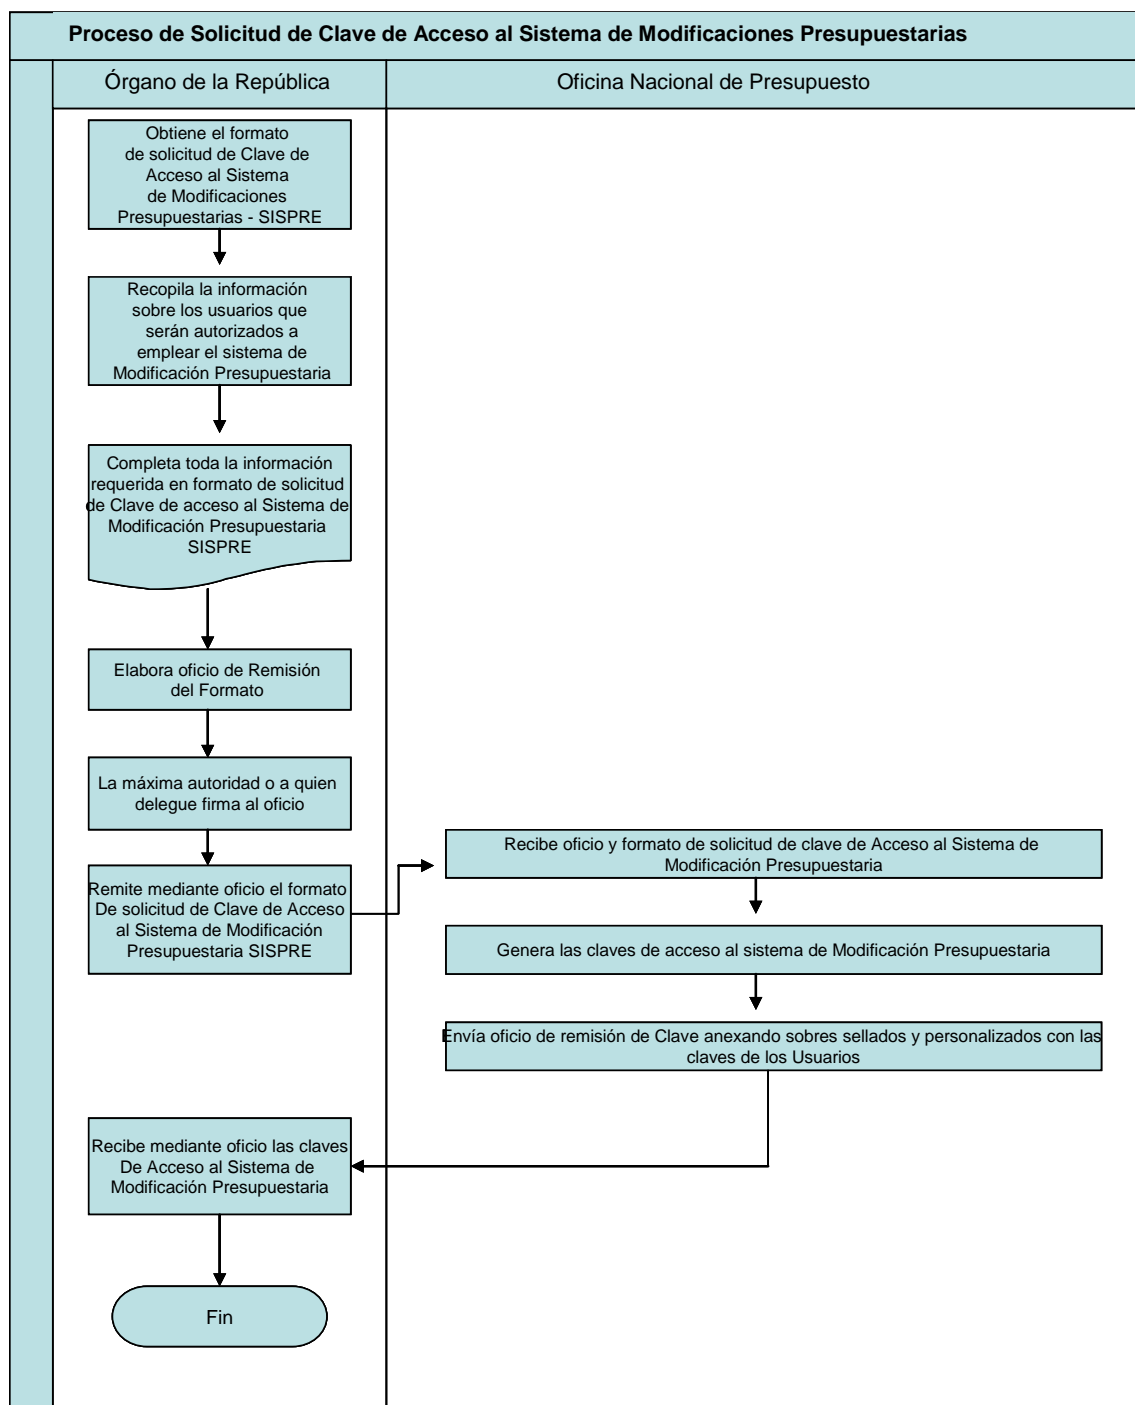 Proceso de Solicitud de Clave de Acceso al Sistema de Modificaciones Presupuestarias
Órgano de la República
Oficina Nacional de Presupuesto
Obtiene el formato
de solicitud de Clave de
Acceso al Sistema
de Modificaciones
Presupuestarias - SISPRE
Recopila la información
sobre los usuarios que
serán autorizados a
emplear el sistema de
Modificación Presupuestaria
Completa toda la información
requerida en formato de solicitud
de Clave de acceso al Sistema de
Modificación Presupuestaria
SISPRE
Elabora oficio de Remisión
del Formato
La máxima autoridad o a quien
delegue firma al oficio
Remite mediante oficio el formato
De solicitud de Clave de Acceso
al Sistema de Modificación
Presupuestaria SISPRE
Recibe oficio y formato de solicitud de clave de Acceso al Sistema de
Modificación Presupuestaria
Genera las claves de acceso al sistema de Modificación Presupuestaria
Envía oficio de remisión de Clave anexando sobres sellados y personalizados con las
claves de los Usuarios
Recibe mediante oficio las claves
De Acceso al Sistema de
Modificación Presupuestaria
Fin